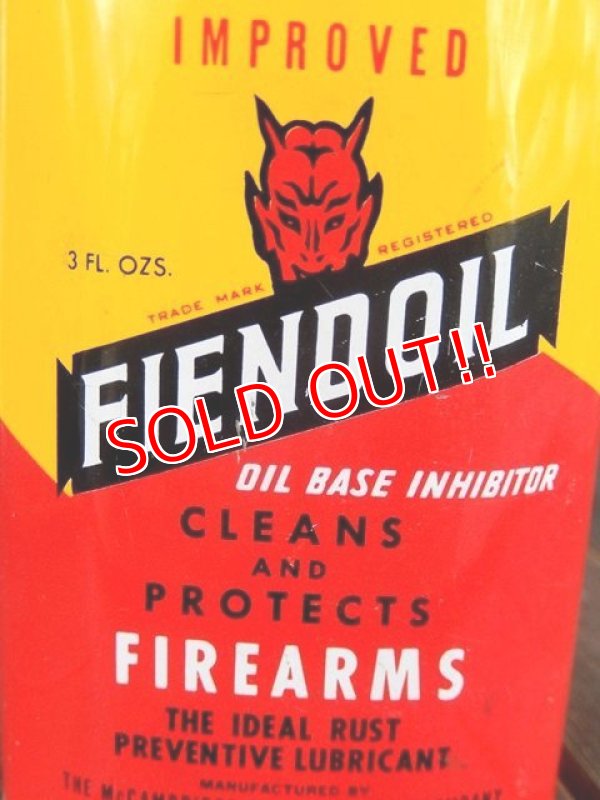 IMPROVED
3 FL. OZS.
TRADE MARK REGISTERED
FIENDOIL
SOLD OUT!!
OIL BASE INHIBITOR
CLEANS
AND
PROTECTS
FIREARMS
THE IDEAL RUST
PREVENTIVE LUBRICANT
MANUFACTURED BY
THE